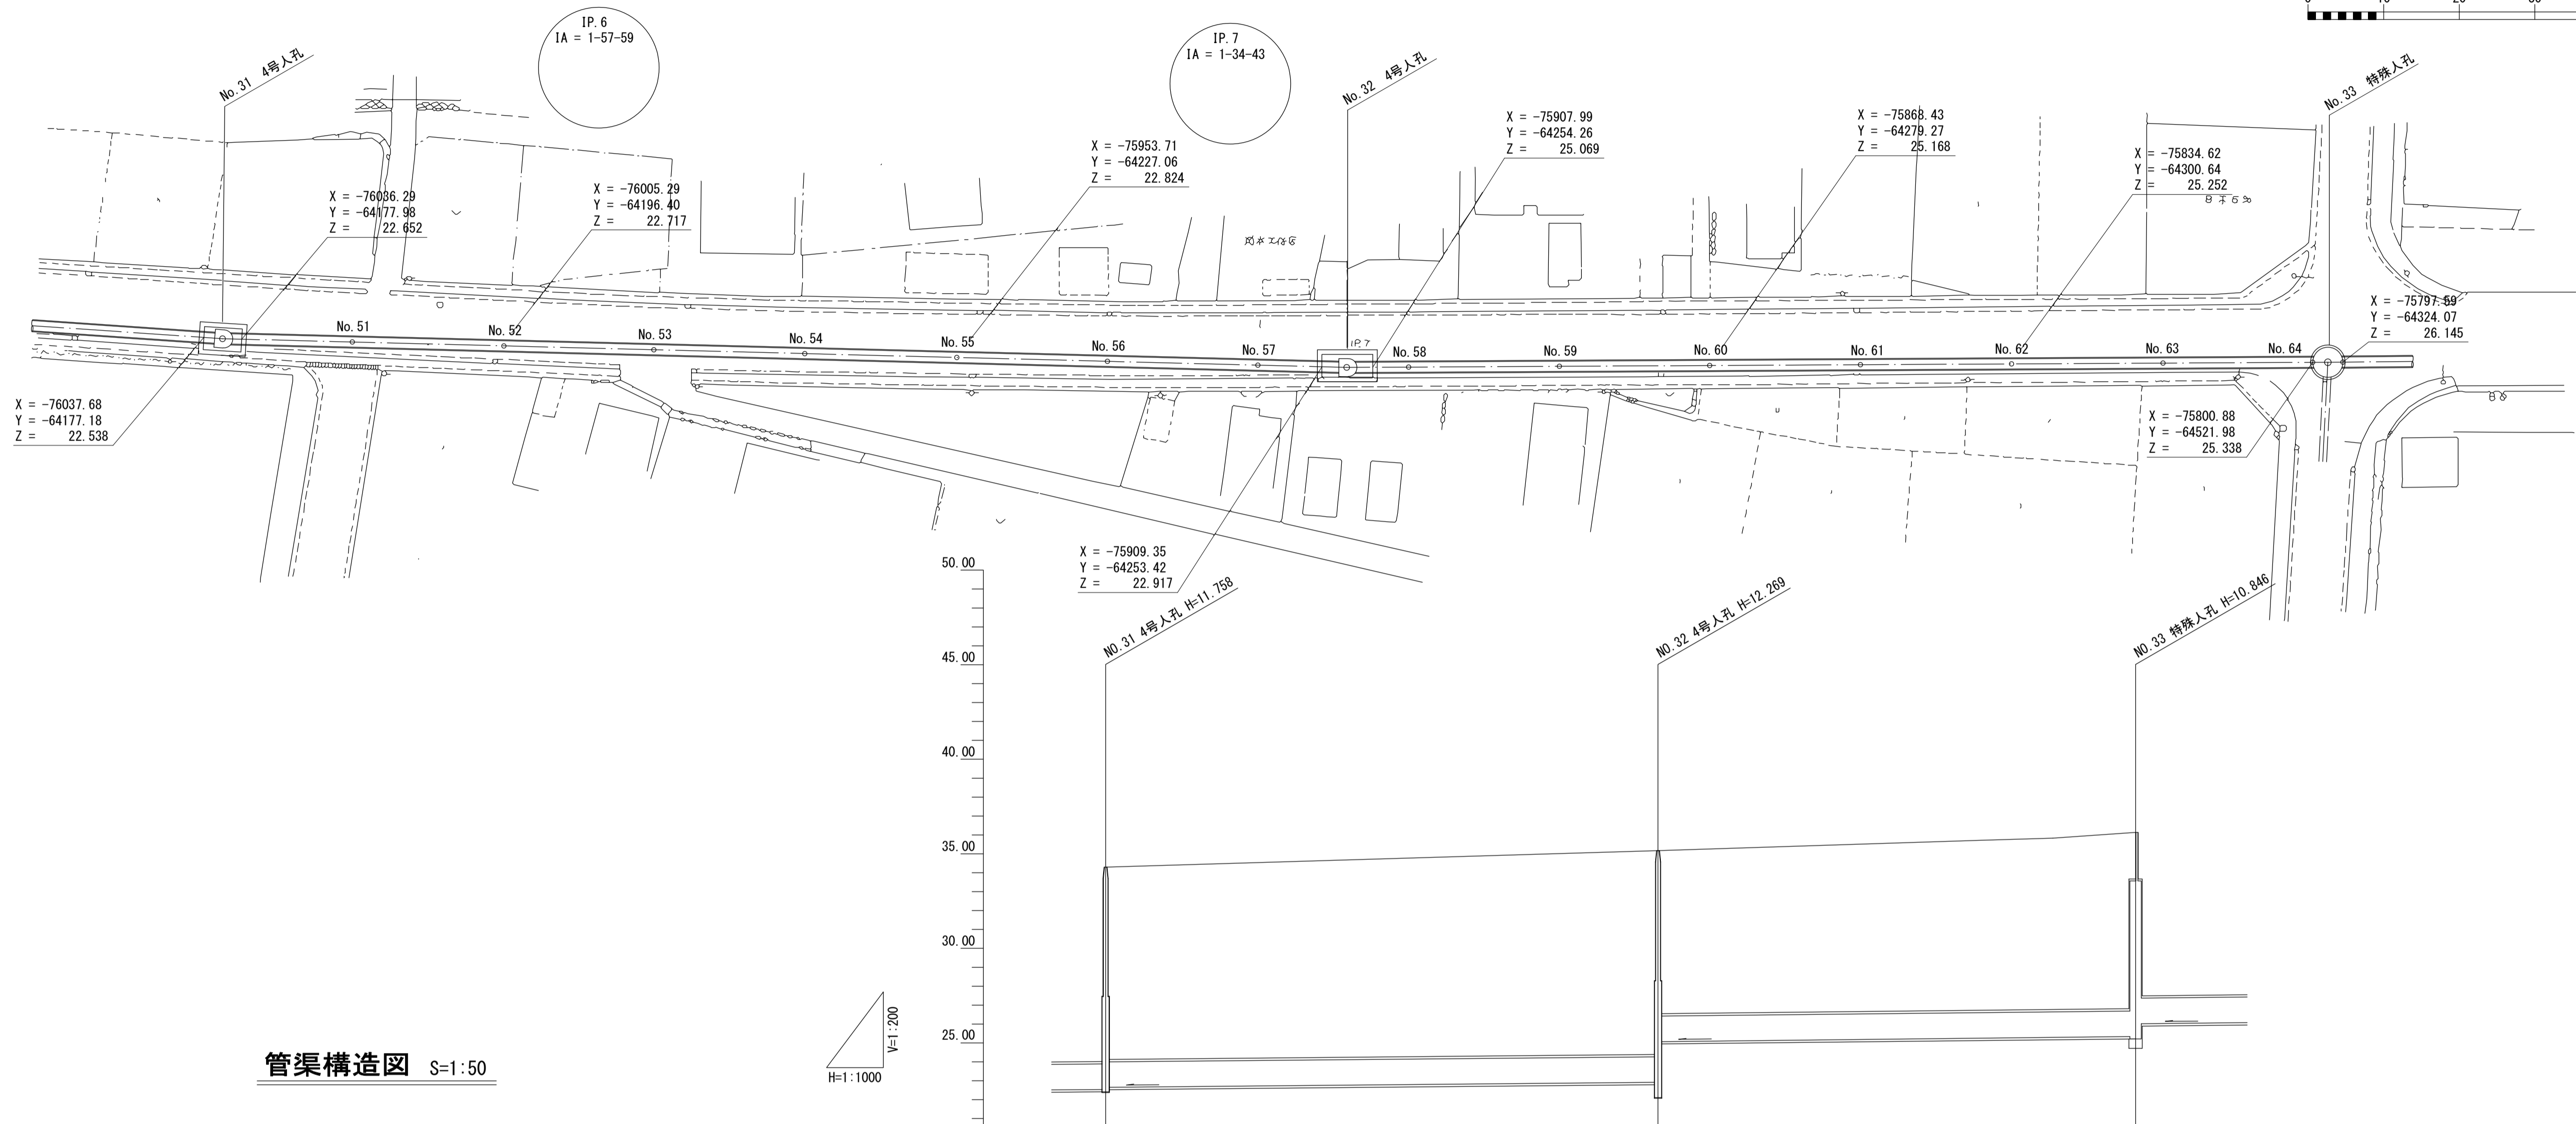 IP. 6
IA = 1-57-59
IP. 7
IA = 1-34-43
No.31 4号人孔
No.32 4号人孔
No.33 特殊人孔
X = -76036.29
Y = -64177.98
Z = 22.652
X = -76005.29
Y = -64196.40
Z = 22.717
X = -75953.71
Y = -64227.06
Z = 22.824
X = -75907.99
Y = -64254.26
Z = 25.069
X = -75868.43
Y = -64279.27
Z = 25.168
X = -75834.62
Y = -64300.64
Z = 25.252
X = -75797.59
Y = -64324.07
Z = 26.145
No.51
No.52
No.53
No.54
No.55
No.56
No.57
IP.7
No.58
No.59
No.60
No.61
No.62
No.63
No.64
X = -76037.68
Y = -64177.18
Z = 22.538
X = -75800.88
Y = -64521.98
Z = 25.338
X = -75909.35
Y = -64253.42
Z = 22.917
NO.31 4号人孔 H=11.758
NO.32 4号人孔 H=12.269
NO.33 特殊人孔 H=10.846
50.00
45.00
40.00
35.00
30.00
25.00
V=1:200
H=1:1000
管渠構造図 S=1:50